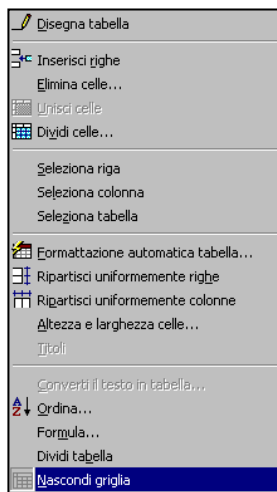 Disegna tabella
Inserisci righe
Elimina celle...
Unisci celle
Dividi celle...
Seleziona riga
Seleziona colonna
Seleziona tabella
Formattazione automatica tabella...
Ripartisci uniformemente righe
Ripartisci uniformemente colonne
Altezza e larghezza celle...
Titoli
Converti il testo in tabella...
Ordina...
Formula...
Dividi tabella
Nascondi griglia